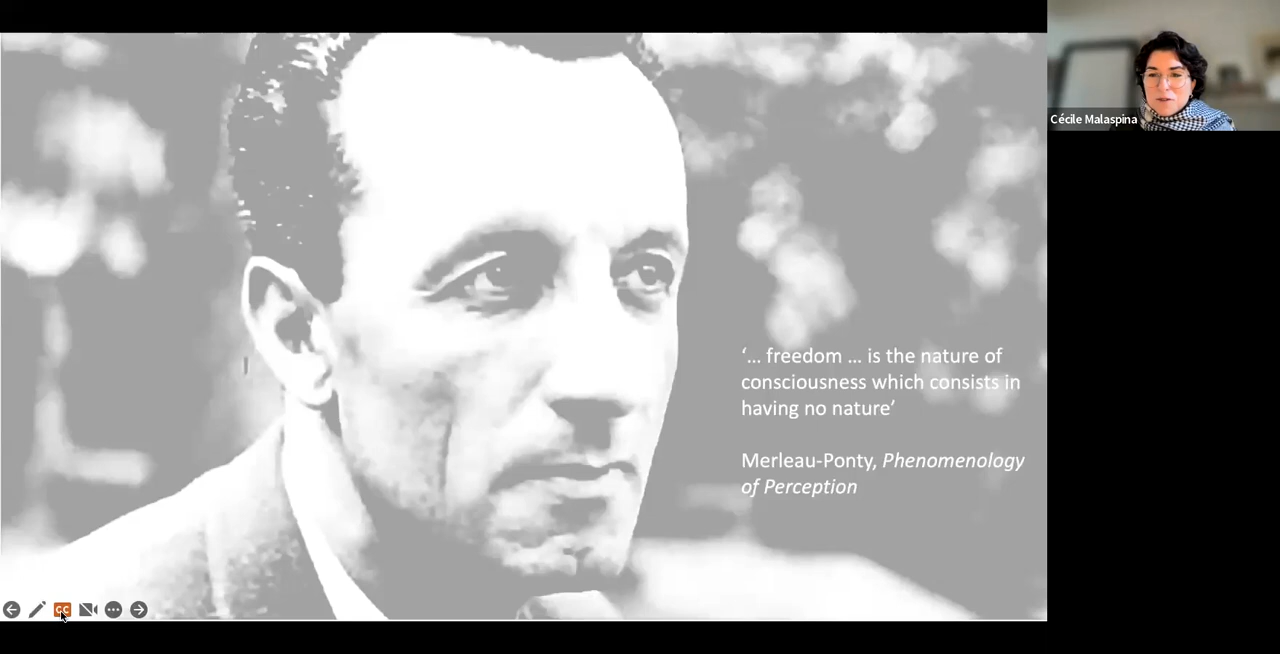 Cécile Malaspina
‘... freedom ... is the nature of
consciousness which consists in
having no nature’
Merleau-Ponty, Phenomenology
of Perception
CC